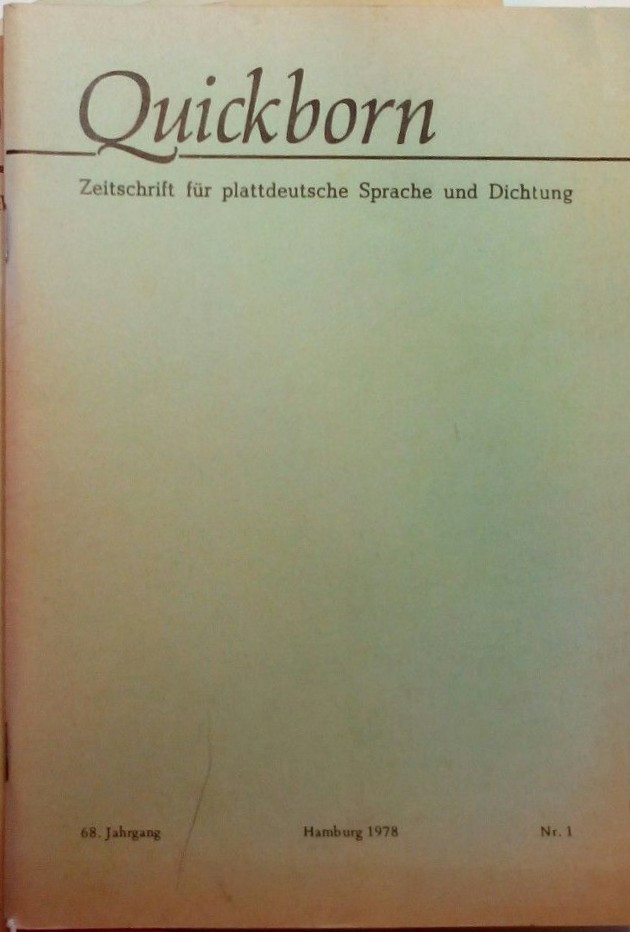 Quickborn
Zeitschrift für plattdeutsche Sprache und Dichtung
68. Jahrgang Hamburg 1978 Nr. 1